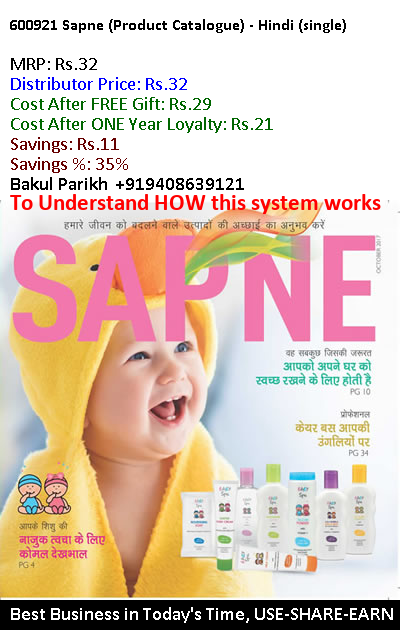 600921 Sapne (Product Catalogue) - Hindi (single)
MRP: Rs.32
Distributor Price: Rs.32
Cost After FREE Gift: Rs.29
Cost After ONE Year Loyalty: Rs.21
Savings: Rs.11
Savings %: 35%
Bakul Parikh +919408639121
To Understand HOW this system works
हमारे जीवन को बदलने वाले उत्पादों की अच्छाई का अनुभव करें
SAPNE
OCTOBER 2017
वह सबकुछ जिसकी जरूरत
आपको अपने घर को
स्वच्छ रखने के लिए होती है
PG 10
प्रोफेशनल
केयर बस आपकी
उंगलियों पर
PG 34
आपके शिशु की
नाजुक त्वचा के लिए
कोमल देखभाल
PG 4
Best Business in Today's Time, USE-SHARE-EARN